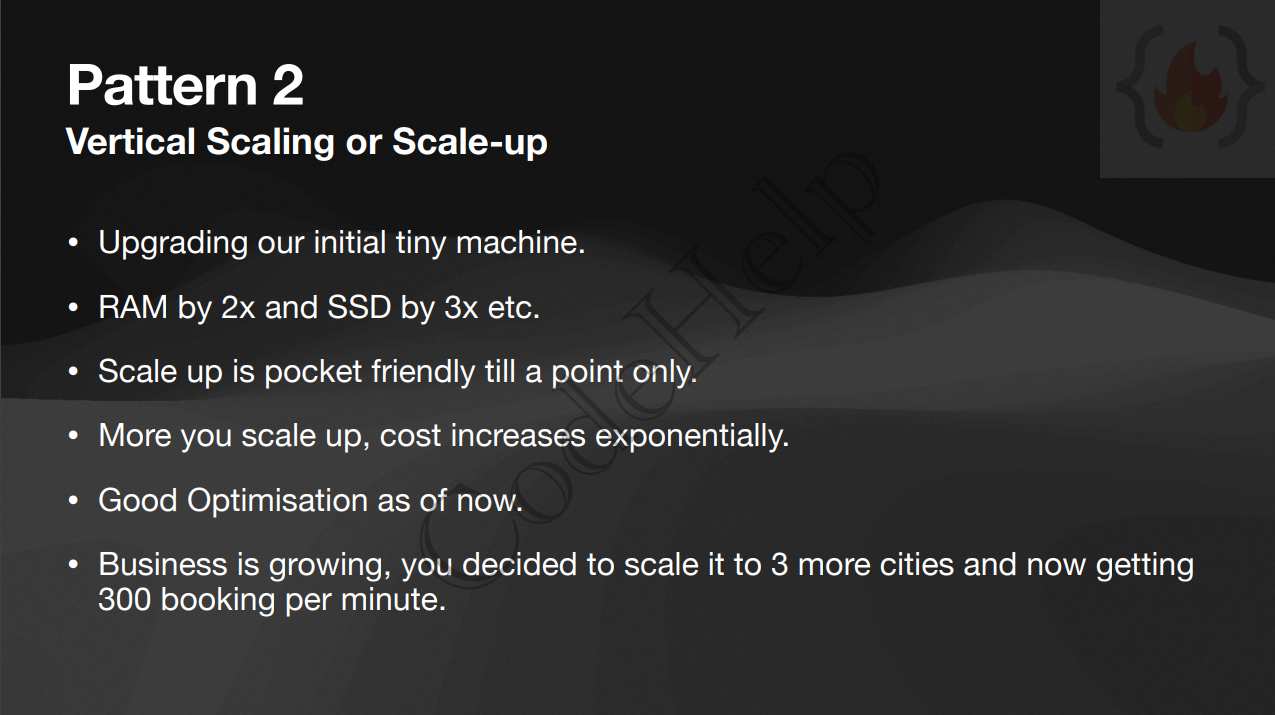 Pattern 2
Vertical Scaling or Scale-up
• Upgrading our initial tiny machine.
• RAM by 2x and SSD by 3x etc.
• Scale up is pocket friendly till a point only.
• More you scale up, cost increases exponentially.
• Good Optimisation as of now.
• Business is growing, you decided to scale it to 3 more cities and now getting
300 booking per minute.
CodeHelp